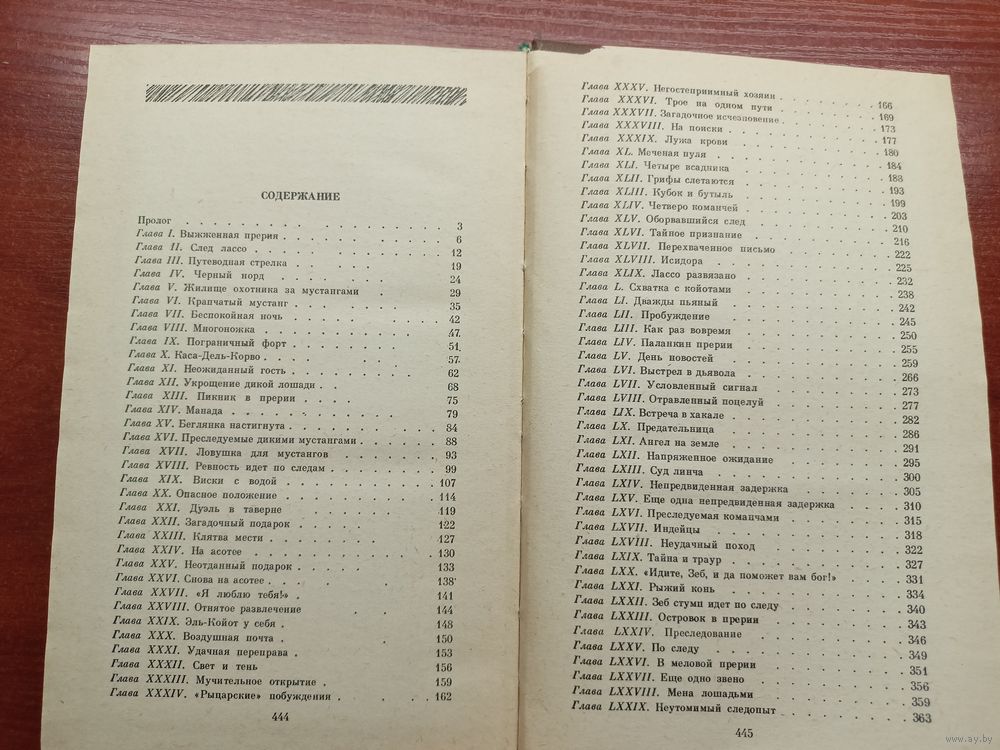 СОДЕРЖАНИЕ
Пролог . . . . . . . . . . . . . . 3
Глава I. Выжженная прерия . . . . . . . . 6
Глава II. След лассо . . . . . . . . 12
Глава III. Путеводная стрелка . . . . . . . . 19
Глава IV. Черный норд . . . . . . . . 24
Глава V. Жилище охотника за мустангами . . . . 29
Глава VI. Крапчатый мустанг . . . . . . . . 35
Глава VII. Беспокойная ночь . . . . . . . . 42
Глава VIII. Многоножка . . . . . . . . 47
Глава IX. Пограничный форт . . . . . . . . 51
Глава X. Каса-Дель-Корво . . . . . . . . 57
Глава XI. Неожиданный гость . . . . . . . . 62
Глава XII. Укрощение дикой лошади . . . . . . 68
Глава XIII. Пикник в прерии . . . . 75
Глава XIV. Манада . . . . . . . . 79
Глава XV. Беглянка настигнута . . . . . . . . 84
Глава XVI. Преследуемые дикими мустангами . . . . 88
Глава XVII. Ловушка для мустангов . . . . . . 93
Глава XVIII. Ревность идет по следам . . . . . . 99
Глава XIX. Виски с водой . . . . . . . . 107
Глава XX. Опасное положение . . . . . . . . 114
Глава XXI. Дуэль в таверне . . . . . . . . 119
Глава XXII. Загадочный подарок . . . . . . . . 122
Глава XXIII. Клятва мести . . . . . . . . 127
Глава XXIV. На асотее . . . . . . . . 130
Глава XXV. Неотданный подарок . . . . . . . . 133
Глава XXVI. Снова на асотее . . . . . . . . 138
Глава XXVII. «Я люблю тебя!» . . . . . . . . 141
Глава XXVIII. Отнятое развлечение . . 144
Глава XXIX. Эль-Койот у себя . . . . . . . . 148
Глава XXX. Воздушная почта . . . . . . . . 150
Глава XXXI. Удачная переправа . . . . . . . . 153
Глава XXXII. Свет и тень . . . . . . . . 156
Глава XXXIII. Мучительное открытие . . . . . . 159
Глава XXXIV. «Рыцарские» побуждения . . . . . . 162
444
Глава XXXV. Негостеприимный хозяин . . . . . . 166
Глава XXXVI. Трое на одном пути . . . . . . 169
Глава XXXVII. Загадочное исчезновение . . . . . . 173
Глава XXXVIII. На поиски . . . . . . . . 177
Глава XXXIX. Лужа крови . . . . . . . . 180
Глава XL. Меченая пуля . . . . . . . . 184
Глава XLI. Четыре всадника . . . . . . . . 188
Глава XLII. Грифы слетаются . . . . . . . . 193
Глава XLIII. Кубок и бутыль . . . . . . . . 199
Глава XLIV. Четверо команчей . . . . . . . . 203
Глава XLV. Оборвавшийся след . . . . . . . . 210
Глава XLVI. Тайное признание . . . . . . . . 216
Глава XLVII. Перехваченное письмо . . . . . . 222
Глава XLVIII. Исидора . . . . . . . . 225
Глава XLIX. Лассо развязано . . . . . . . . 232
Глава L. Схватка с койотами . . . . . . . . 238
Глава LI. Дважды пьяный . . . . . . . . 242
Глава LII. Пробуждение . . . . . . . . 245
Глава LIII. Как раз вовремя . . . . . . . . 250
Глава LIV. Паланкин прерии . . . . . . . . 255
Глава LV. День новостей . . . . . . . . 259
Глава LVI. Выстрел в дьявола . . . . . . . . 266
Глава LVII. Условленный сигнал . . . . . . . . 273
Глава LVIII. Отравленный поцелуй . . . . . . 277
Глава LIX. Встреча в хакале . . . . . . . . 282
Глава LX. Предательница . . . . . . . . 286
Глава LXI. Ангел на земле . . . . . . . . 291
Глава LXII. Напряженное ожидание . . . . . . 295
Глава LXIII. Суд линча . . . . . . . . 300
Глава LXIV. Непредвиденная задержка . . . . . . 305
Глава LXV. Еще одна непредвиденная задержка . . . . 310
Глава LXVI. Преследуемая команчами . . . . . . 315
Глава LXVII. Индейцы . . . . . . . . 318
Глава LXVIII. Неудачный поход . . . . . . . . 322
Глава LXIX. Тайна и траур . . . . . . . . 327
Глава LXX. «Идите, Зеб, и да поможет вам бог!» . . . . 331
Глава LXXI. Рыжий конь . . . . . . . . 334
Глава LXXII. Зеб стумп идет по следу . . . . . . 340
Глава LXXIII. Островок в прерии . . . . . . . . 343
Глава LXXIV. Преследование . . . . . . . . 346
Глава LXXV. По следу . . . . . . . . 349
Глава LXXVI. В меловой прерии . . . . . . . . 351
Глава LXXVII. Еще одно звено . . . . . . . . 356
Глава LXXVIII. Мена лошадьми . . . . . . . . 359
Глава LXXIX. Неутомимый следопыт . . . . . . 363
445
www.ay.by